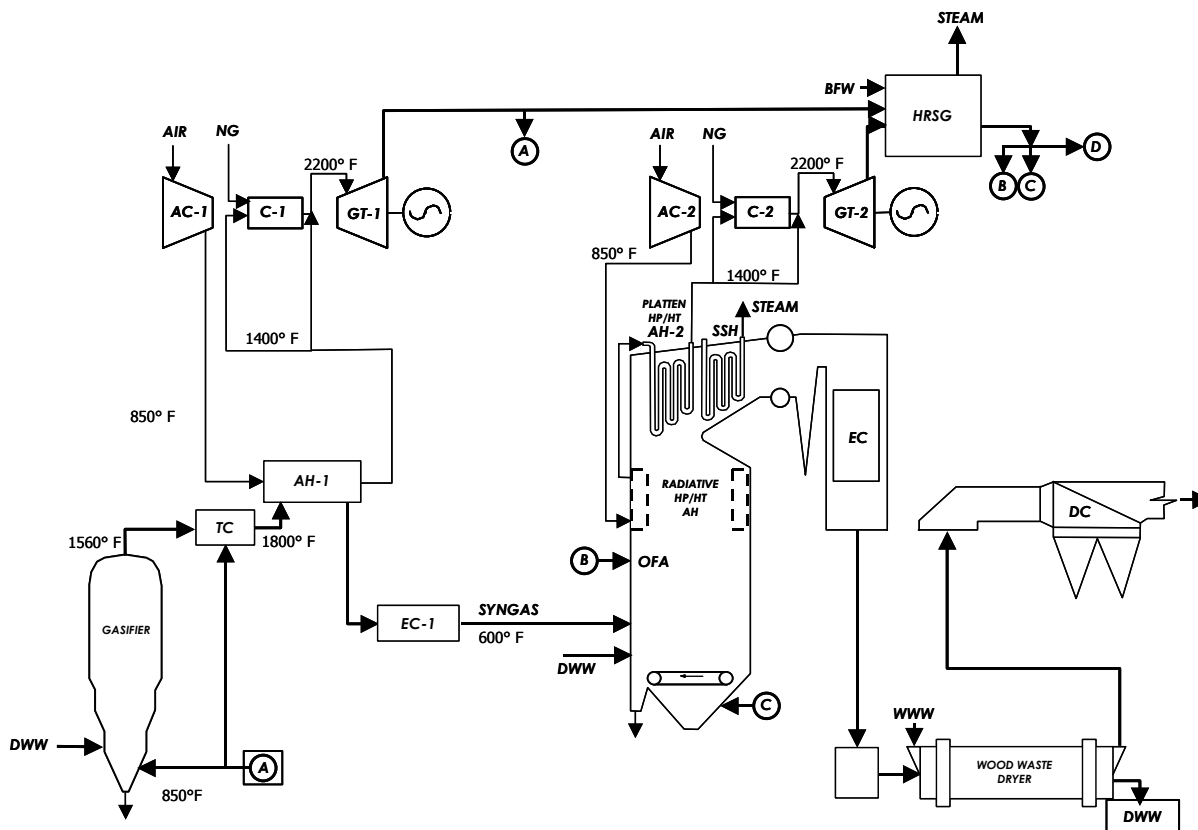 STEAM
BFW
HRSG
AIR
NG
A
AIR
NG
D
2200° F
2200° F
B
C
AC-1
C-1
GT-1
AC-2
C-2
GT-2
850° F
1400° F
PLATTEN
HP/HT
AH-2
SSH
STEAM
1400° F
850° F
EC
AH-1
RADIATIVE
HP/HT
AH
DC
TC
1560° F
1800° F
B
OFA
GASIFIER
EC-1
SYNGAS
600° F
DWW
C
WWW
DWW
A
850°F
WOOD WASTE
DRYER
DWW